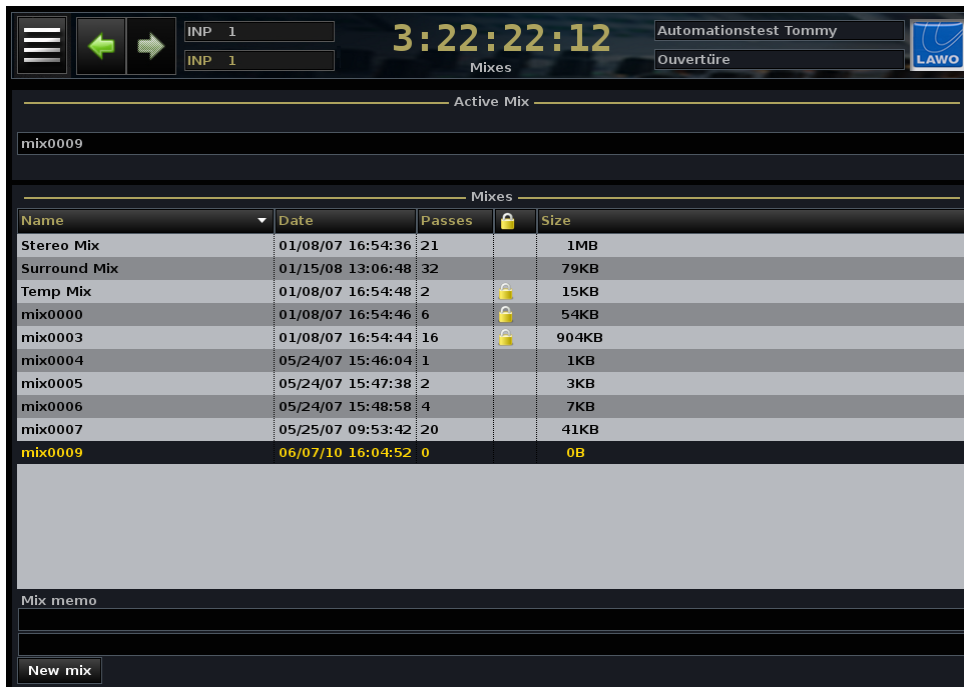 INP 1
INP 1
3:22:22:12
Mixes
Automationstest Tommy
Ouvertüre
LAWO
Active Mix
mix0009
Mixes
Name Date Passes Size
Stereo Mix 01/08/07 16:54:36 21 1MB
Surround Mix 01/15/08 13:06:48 32 79KB
Temp Mix 01/08/07 16:54:48 2 15KB
mix0000 01/08/07 16:54:46 6 54KB
mix0003 01/08/07 16:54:44 16 904KB
mix0004 05/24/07 15:46:04 1 1KB
mix0005 05/24/07 15:47:38 2 3KB
mix0006 05/24/07 15:48:58 4 7KB
mix0007 05/25/07 09:53:42 20 41KB
mix0009 06/07/10 16:04:52 0 0B
Mix memo
New mix